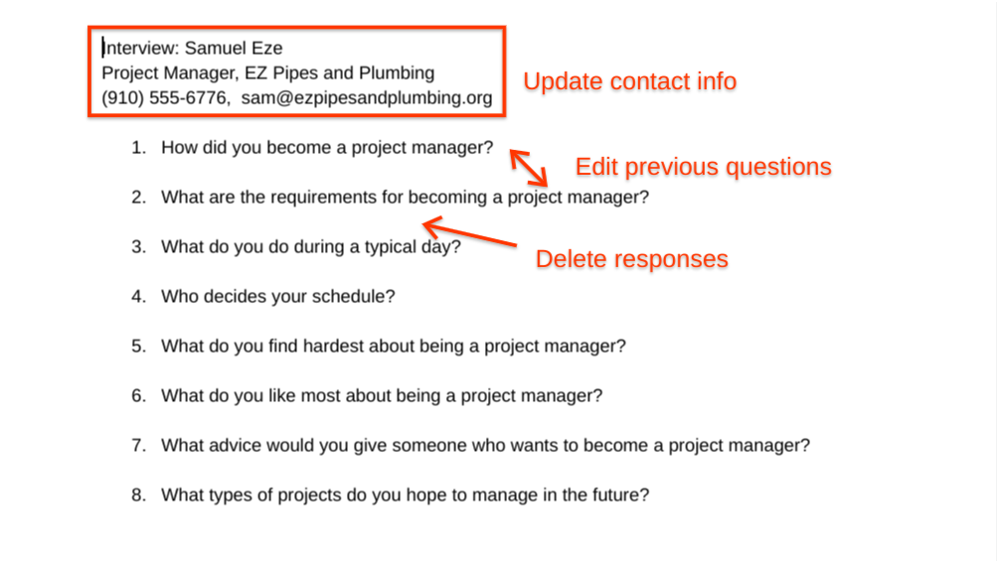 Interview: Samuel Eze
Project Manager, EZ Pipes and Plumbing
(910) 555-6776,  sam@ezpipesandplumbing.org
Update contact info
1. How did you become a project manager?
Edit previous questions
2. What are the requirements for becoming a project manager?
3. What do you do during a typical day?
Delete responses
4. Who decides your schedule?
5. What do you find hardest about being a project manager?
6. What do you like most about being a project manager?
7. What advice would you give someone who wants to become a project manager?
8. What types of projects do you hope to manage in the future?